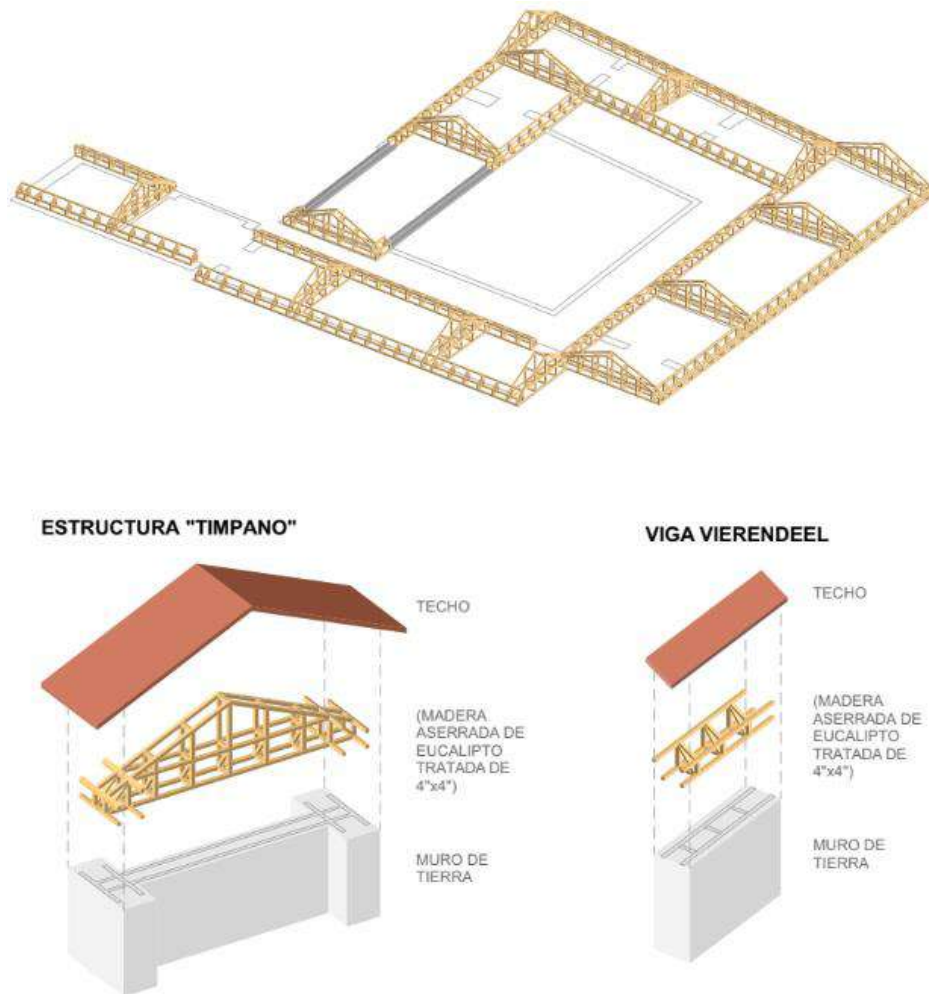 ESTRUCTURA "TIMPANO"
TECHO
(MADERA
ASERRADA DE
EUCALIPTO
TRATADA DE
4"x4")
MURO DE
TIERRA
VIGA VIERENDEEL
TECHO
(MADERA
ASERRADA DE
EUCALIPTO
TRATADA DE
4"x4")
MURO DE
TIERRA